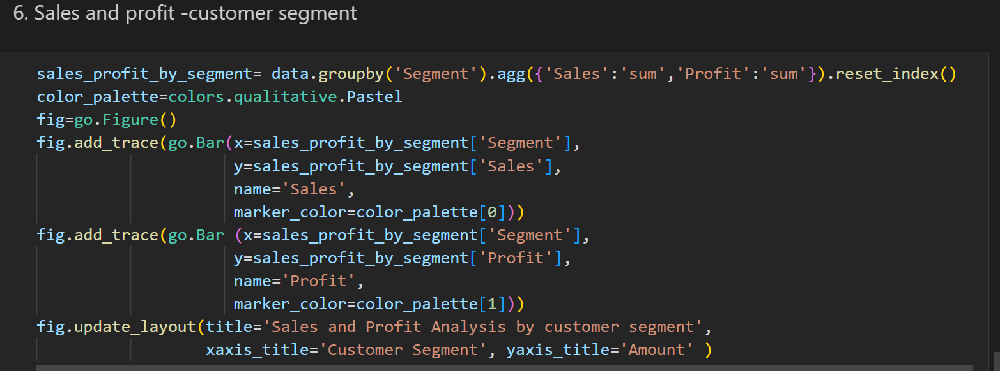 6. Sales and profit -customer segment
sales_profit_by_segment= data.groupby('Segment').agg({'Sales':'sum','Profit':'sum'}).reset_index()
color_palette=colors.qualitative.Pastel
fig=go.Figure()
fig.add_trace(go.Bar(x=sales_profit_by_segment['Segment'],
y=sales_profit_by_segment['Sales'],
name='Sales',
marker_color=color_palette[0]))
fig.add_trace(go.Bar (x=sales_profit_by_segment['Segment'],
y=sales_profit_by_segment['Profit'],
name='Profit',
marker_color=color_palette[1]))
fig.update_layout(title='Sales and Profit Analysis by customer segment',
xaxis_title='Customer Segment', yaxis_title='Amount' )